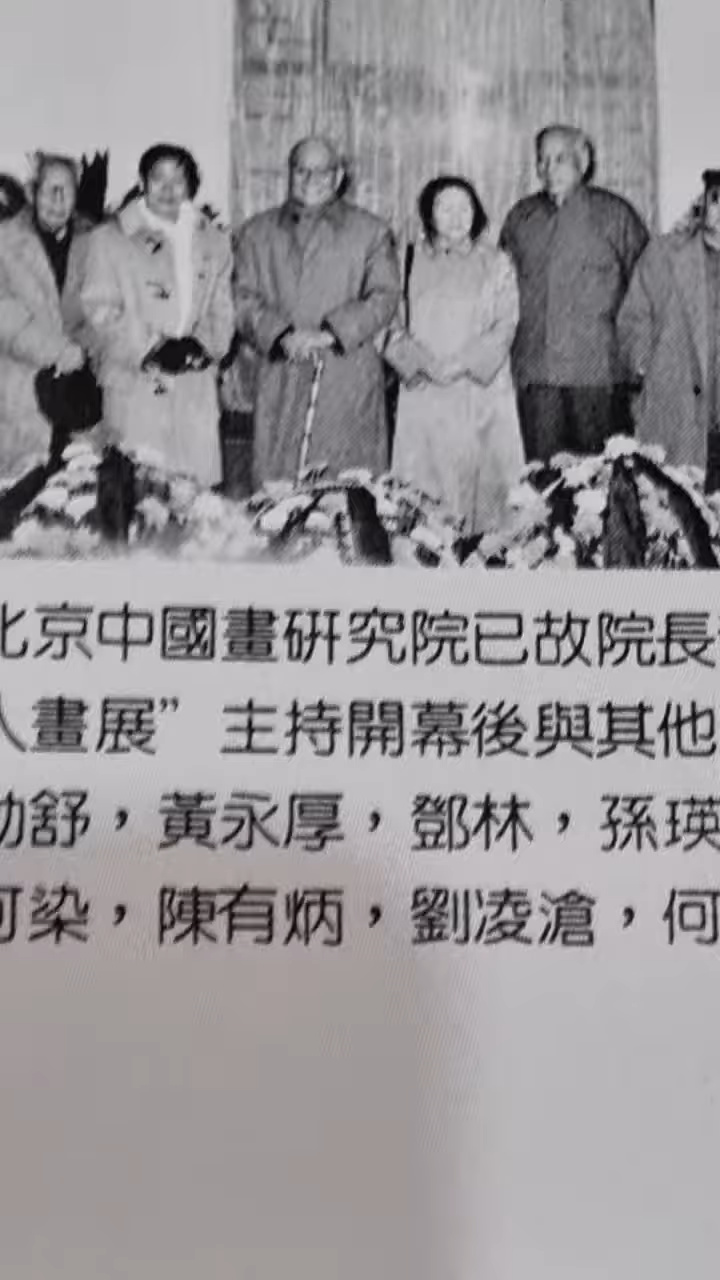 北京中國畫研究院已故院長
人畫展”主持開幕後與其他
勁舒，黃永厚，鄧林，孫瑛
可染，陳有炳，劉凌滄，何